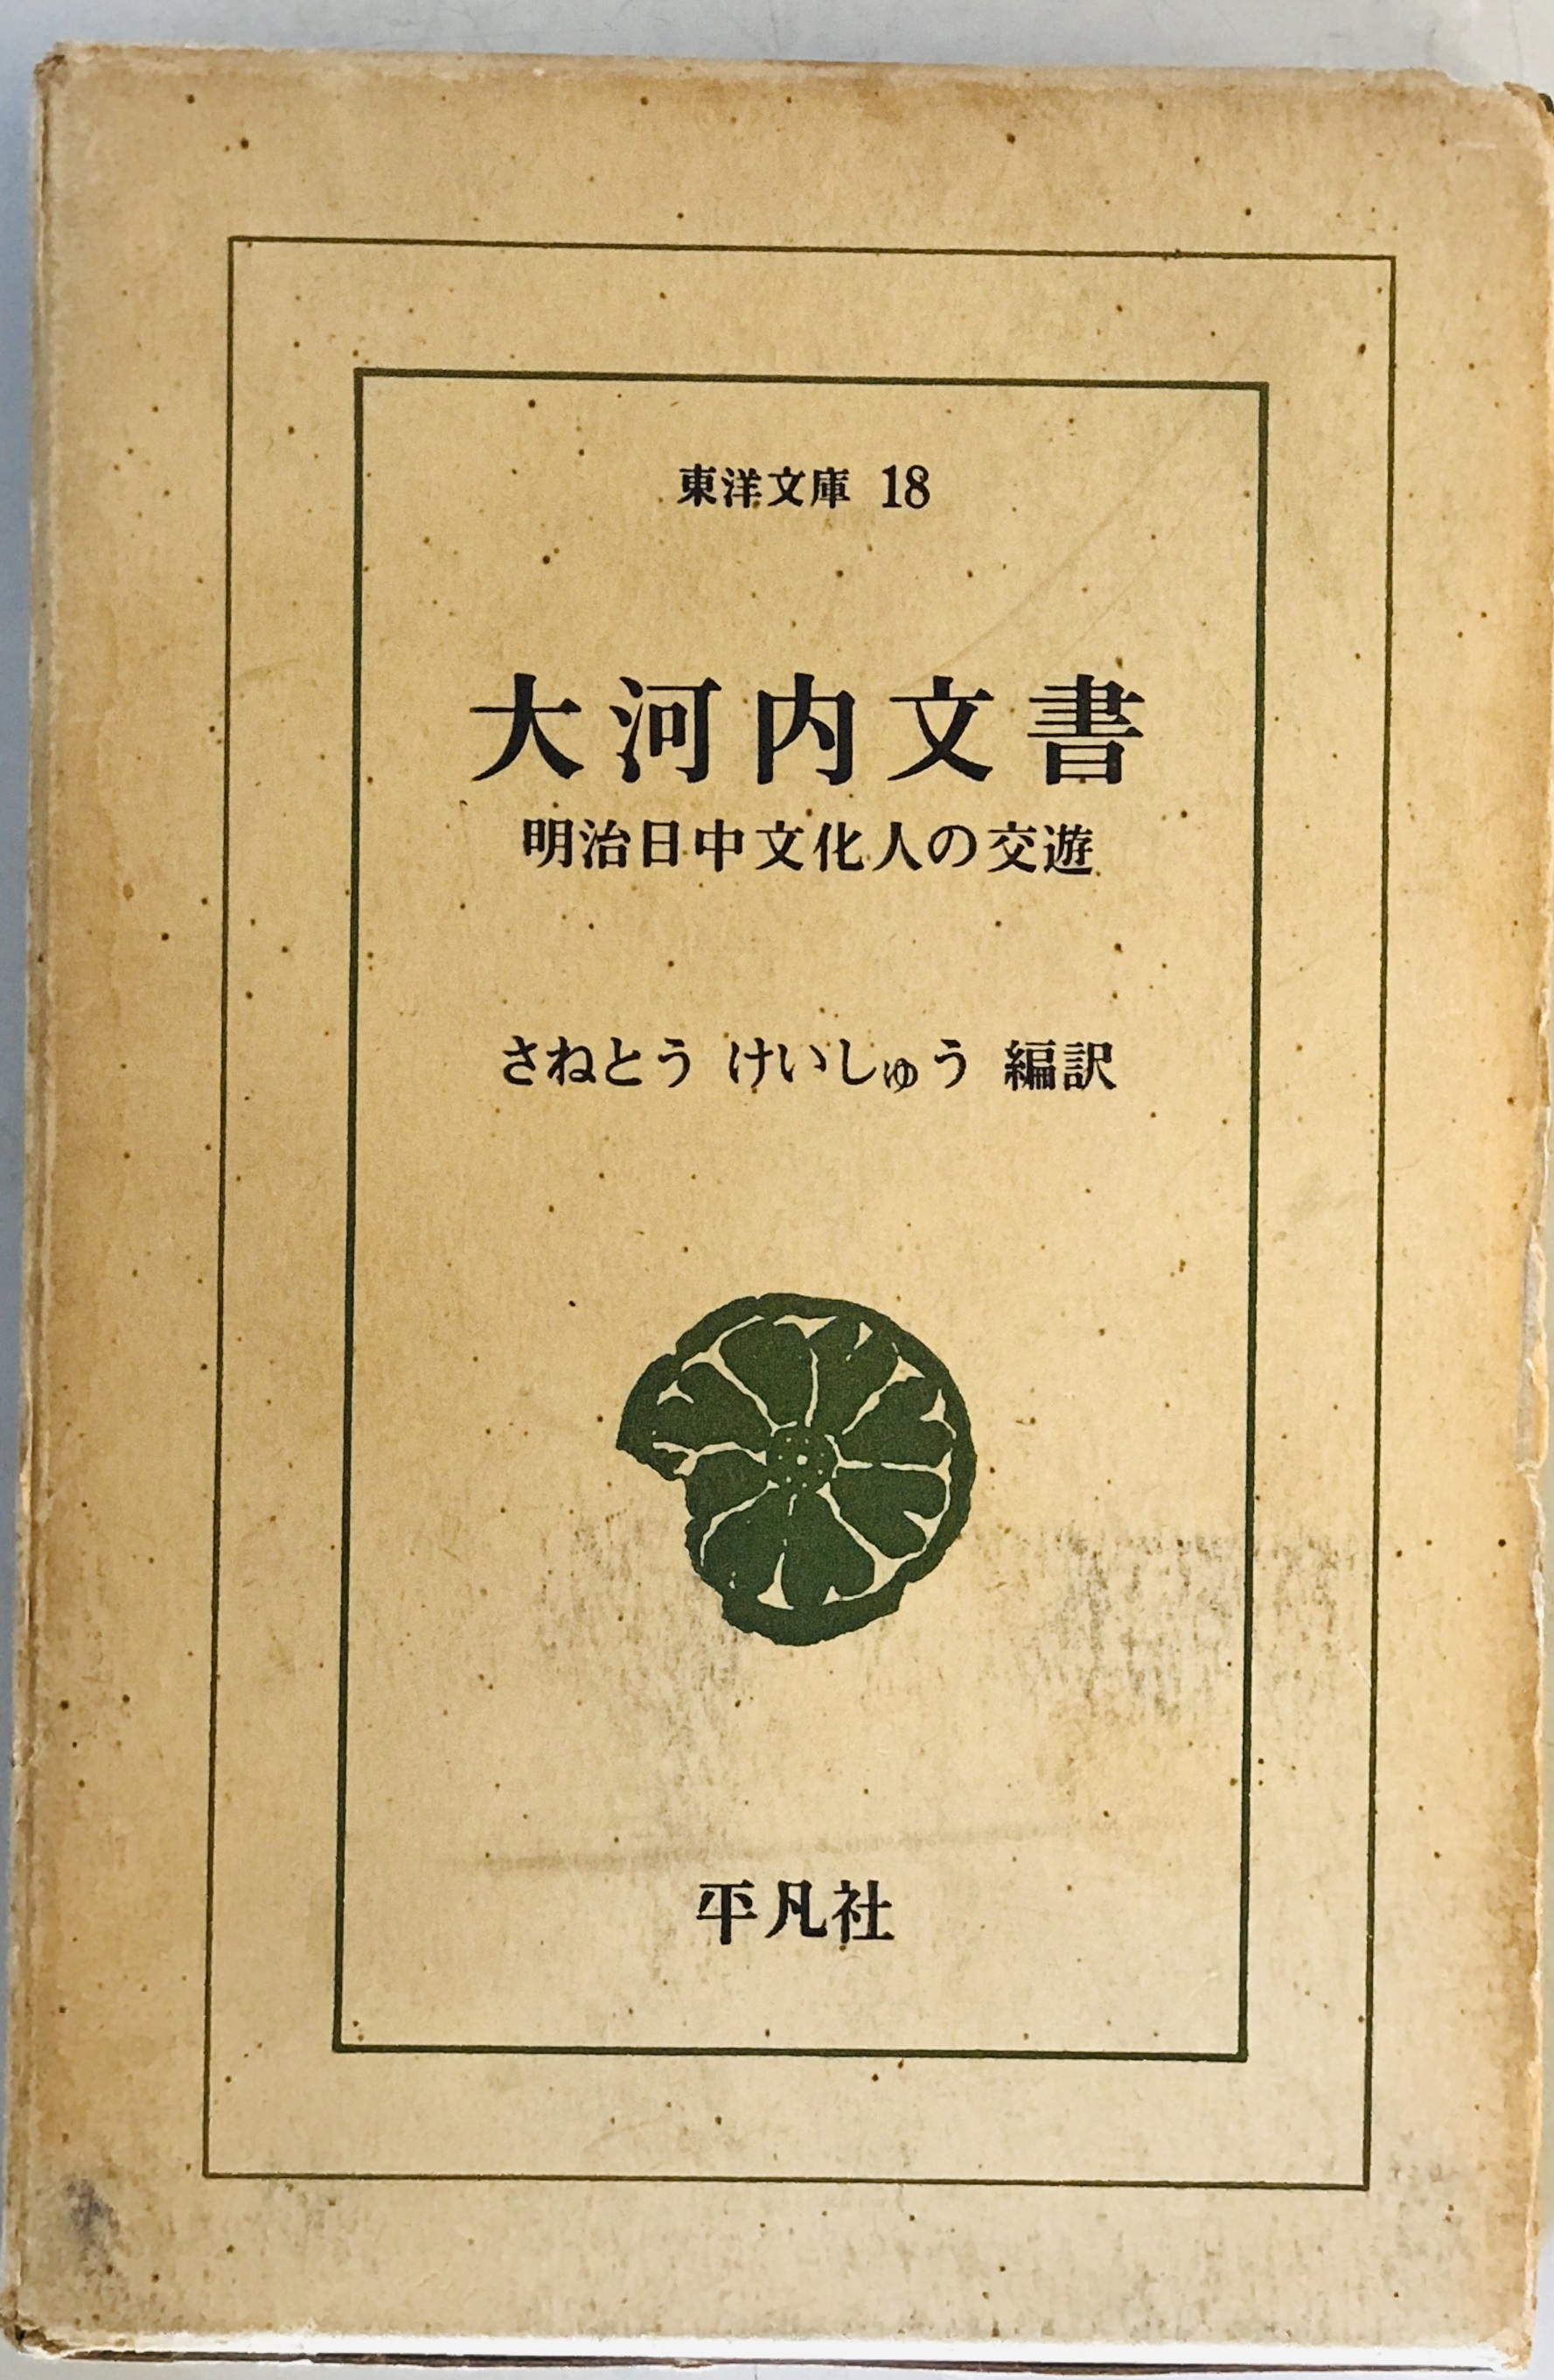 東洋文庫 18
大河内文書
明治日中文化人の交遊
さねとう けいしゅう 編訳
平凡社